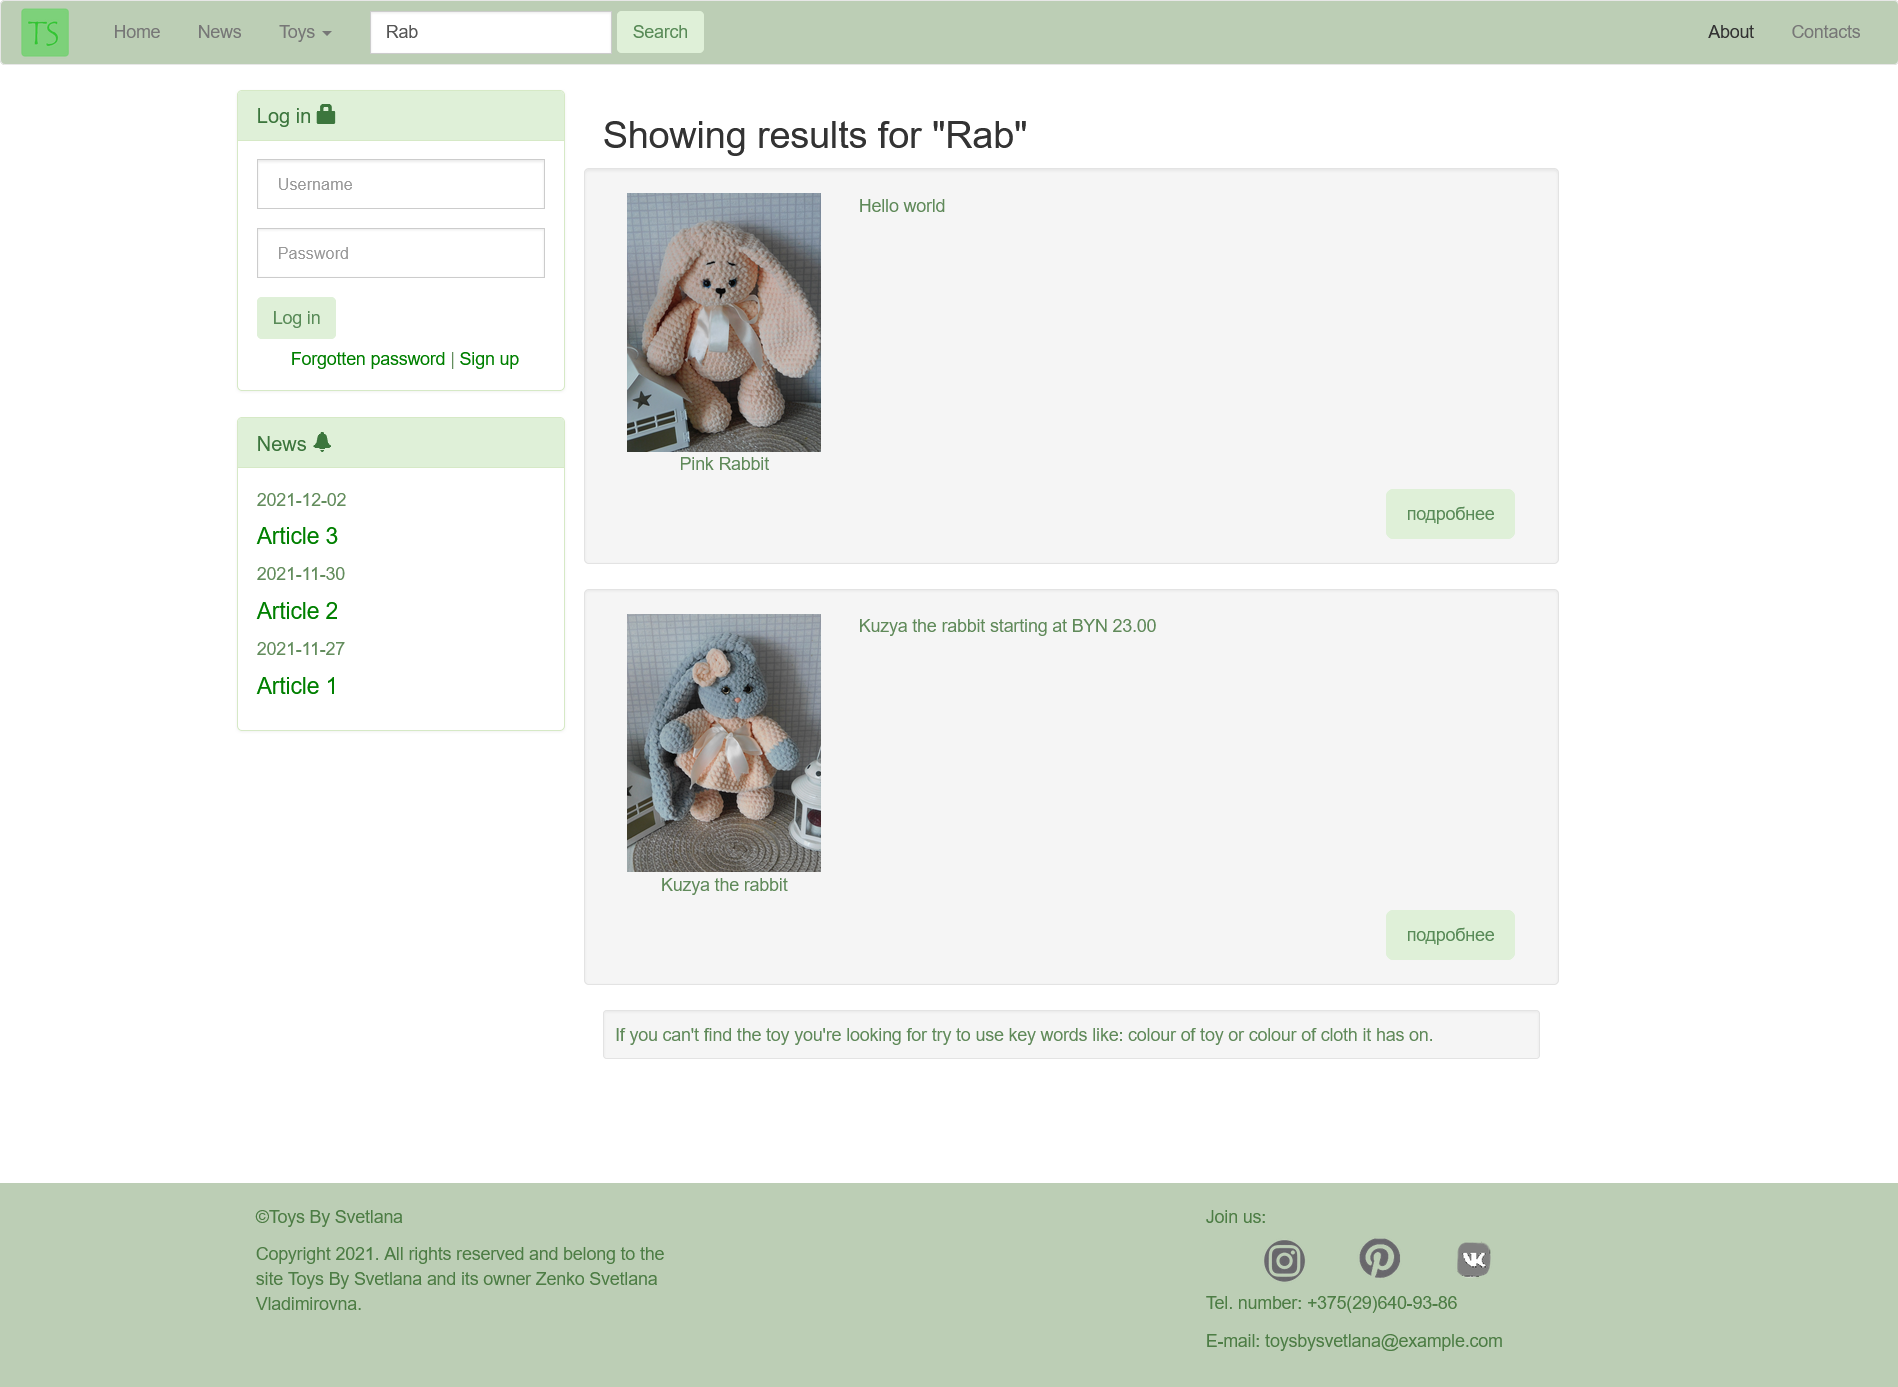 TS
Home
News
Toys
Rab
Search
About
Contacts
Log in
Username
Password
Log in
Forgotten password | Sign up
News
2021-12-02
Article 3
2021-11-30
Article 2
2021-11-27
Article 1
Showing results for "Rab"
Hello world
Pink Rabbit
подробнее
Kuzya the rabbit starting at BYN 23.00
Kuzya the rabbit
подробнее
If you can't find the toy you're looking for try to use key words like: colour of toy or colour of cloth it has on.
©Toys By Svetlana
Copyright 2021. All rights reserved and belong to the
site Toys By Svetlana and its owner Zenko Svetlana
Vladimirovna.
Join us:
Tel. number: +375(29)640-93-86
E-mail: toysbysvetlana@example.com